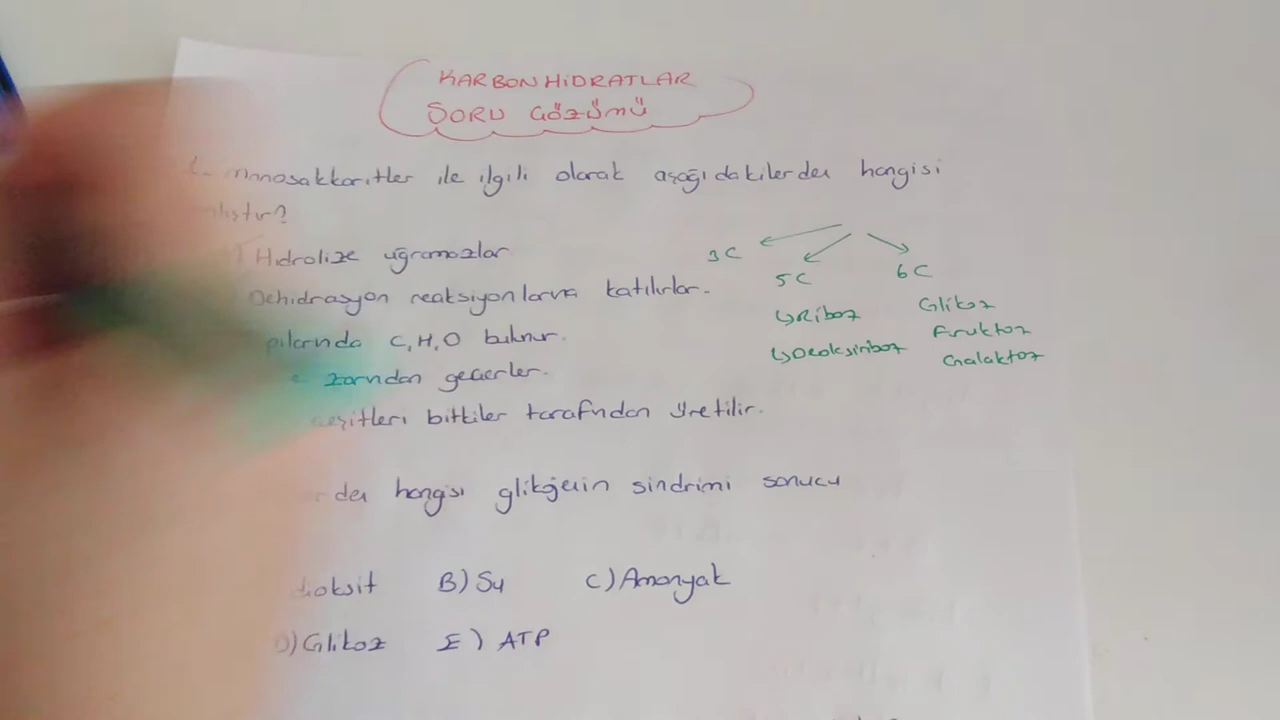 KARBONHİDRATLAR
SORU ÇÖZÜMÜ
monosakkaritler ile ilgili olarak aşağıdakilerden hangisi
Hidrolize uğramazlar
3C
5C
6C
Dehidrasyon reaksiyonlarına katılırlar.
Riboz
Glikoz
C,H,O bulunur.
Fruktoz
Deoksiriboz
Galaktoz
zarından geçerler.
çeşitleri bitkiler tarafından üretilir.
den hangisi glikojenin sindirimi sonucu
B) Su
C) Amonyak
D) Glikoz
E) ATP